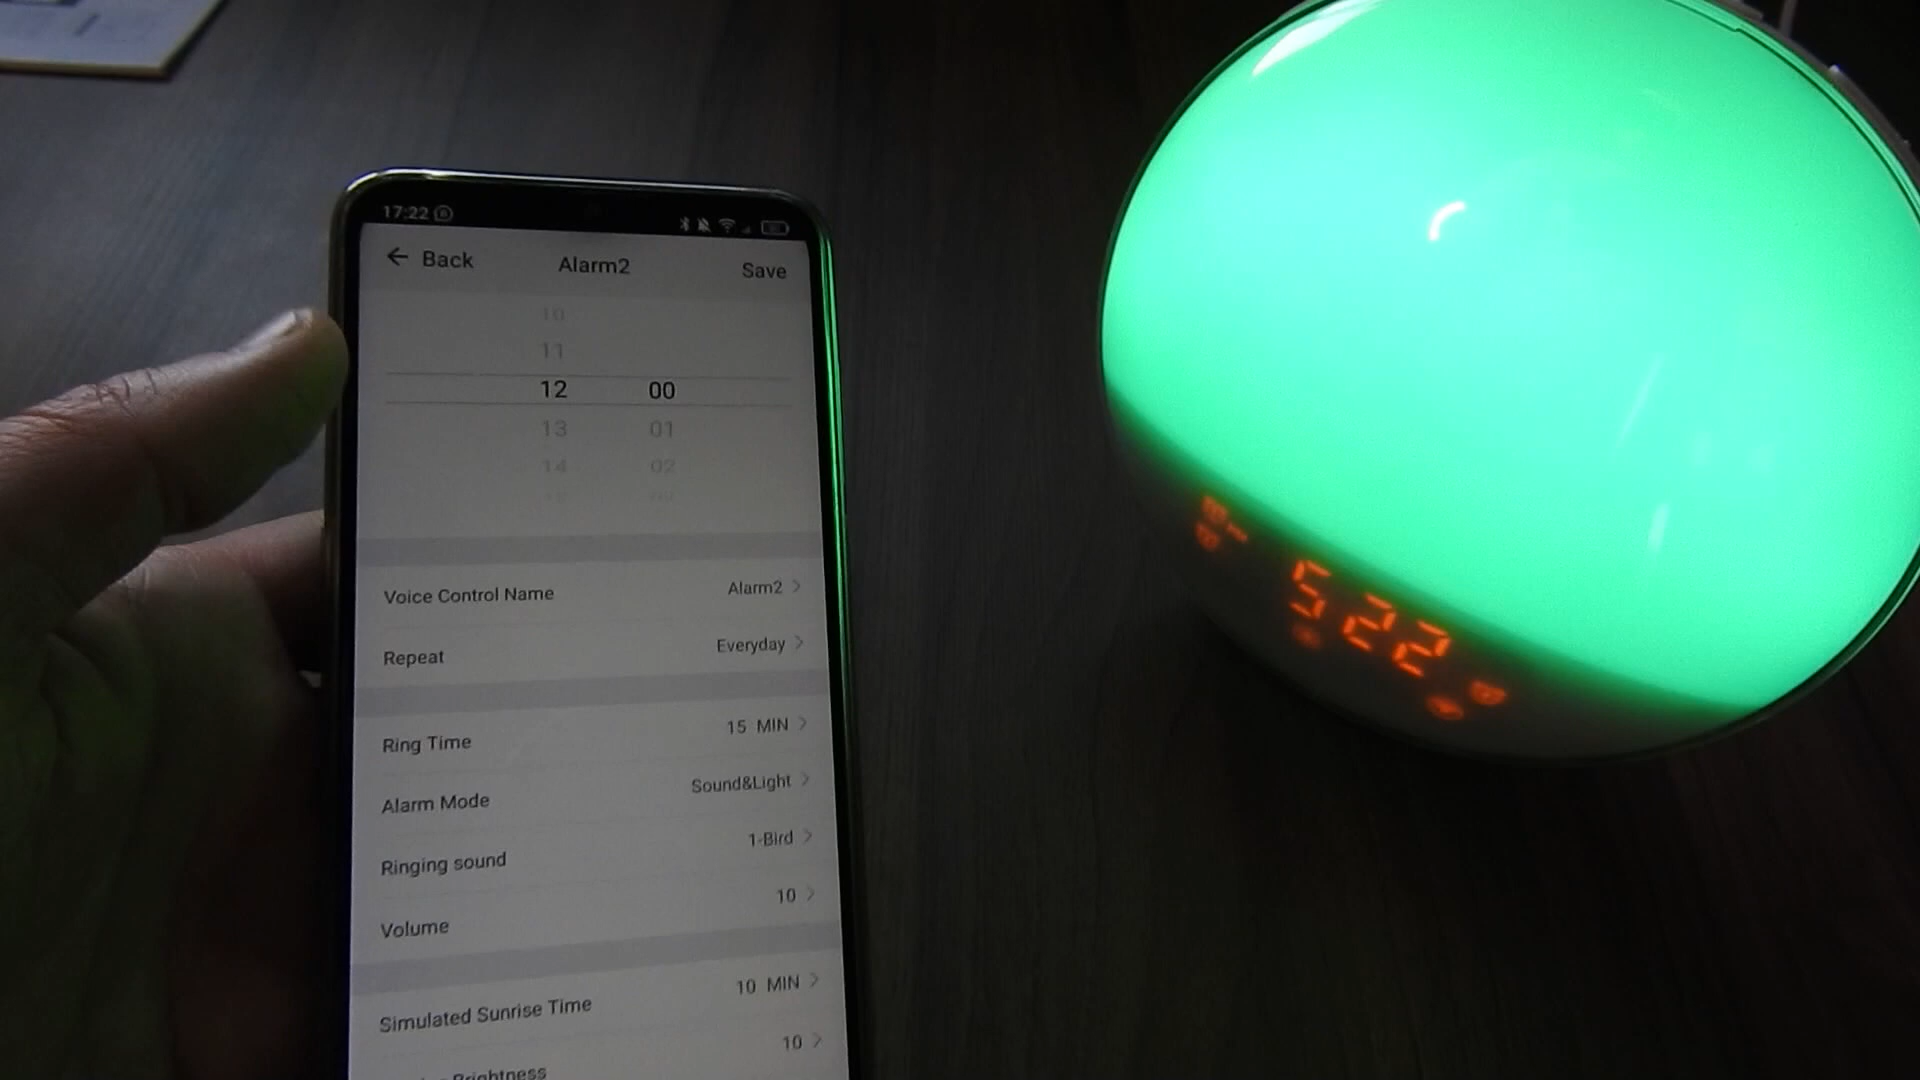 17:22
Back Alarm2 Save
10
11
12 00
13 01
14 02
Voice Control Name Alarm2
Repeat Everyday
Ring Time 15 MIN
Alarm Mode Sound&Light
Ringing sound 1-Bird
Volume 10
Simulated Sunrise Time 10 MIN
Brightness 10
522